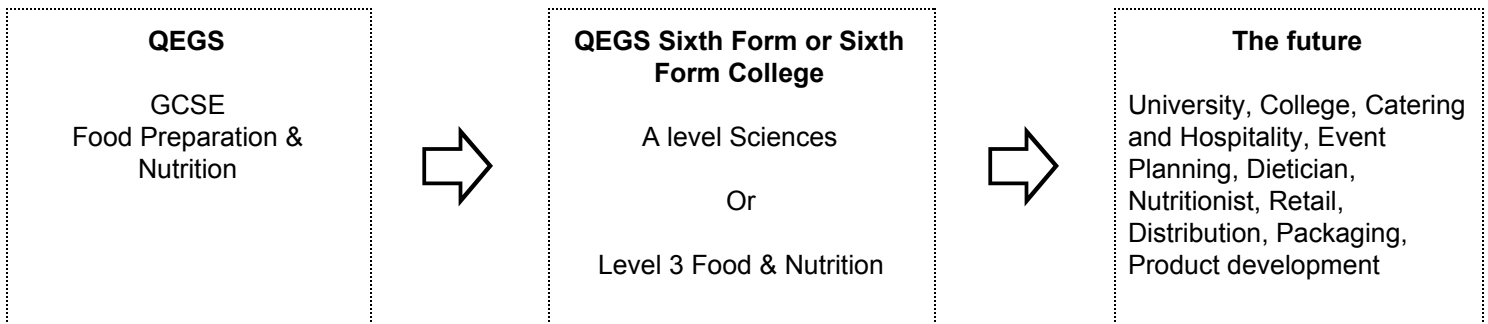 QEGS
GCSE
Food Preparation &
Nutrition
QEGS Sixth Form or Sixth
Form College
A level Sciences
Or
Level 3 Food & Nutrition
The future
University, College, Catering
and Hospitality, Event
Planning, Dietician,
Nutritionist, Retail,
Distribution, Packaging,
Product development